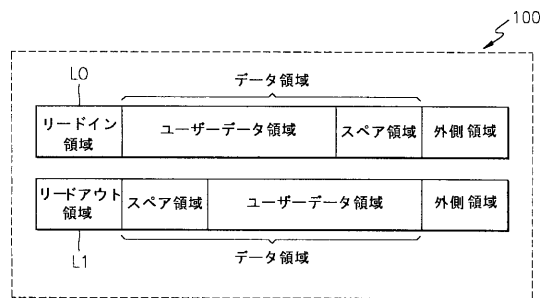 100
L0
データ領域
リードイン
領域
ユーザーデータ領域
スペア領域
外側領域
リードアウト
領域
スペア領域
ユーザーデータ領域
外側領域
L1
データ領域